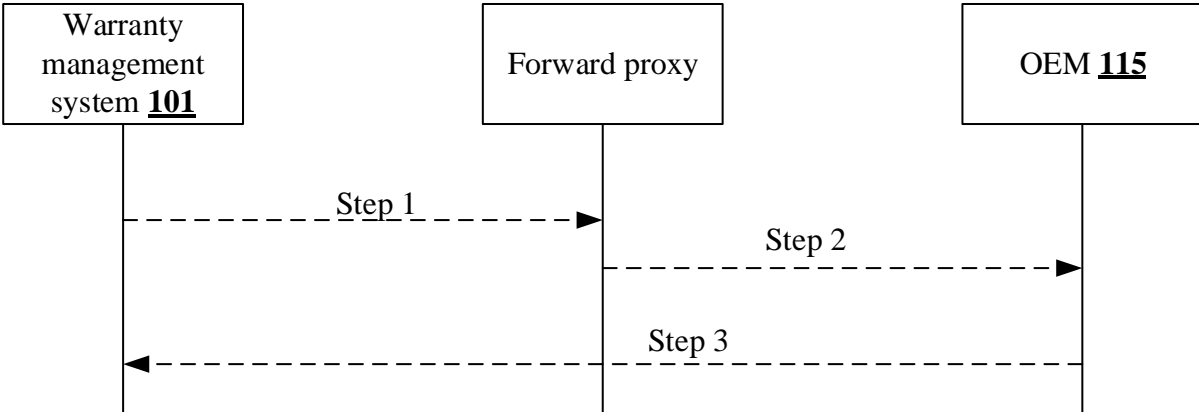 Warranty
management
system 101
Forward proxy
OEM 115
Step 1
Step 2
Step 3